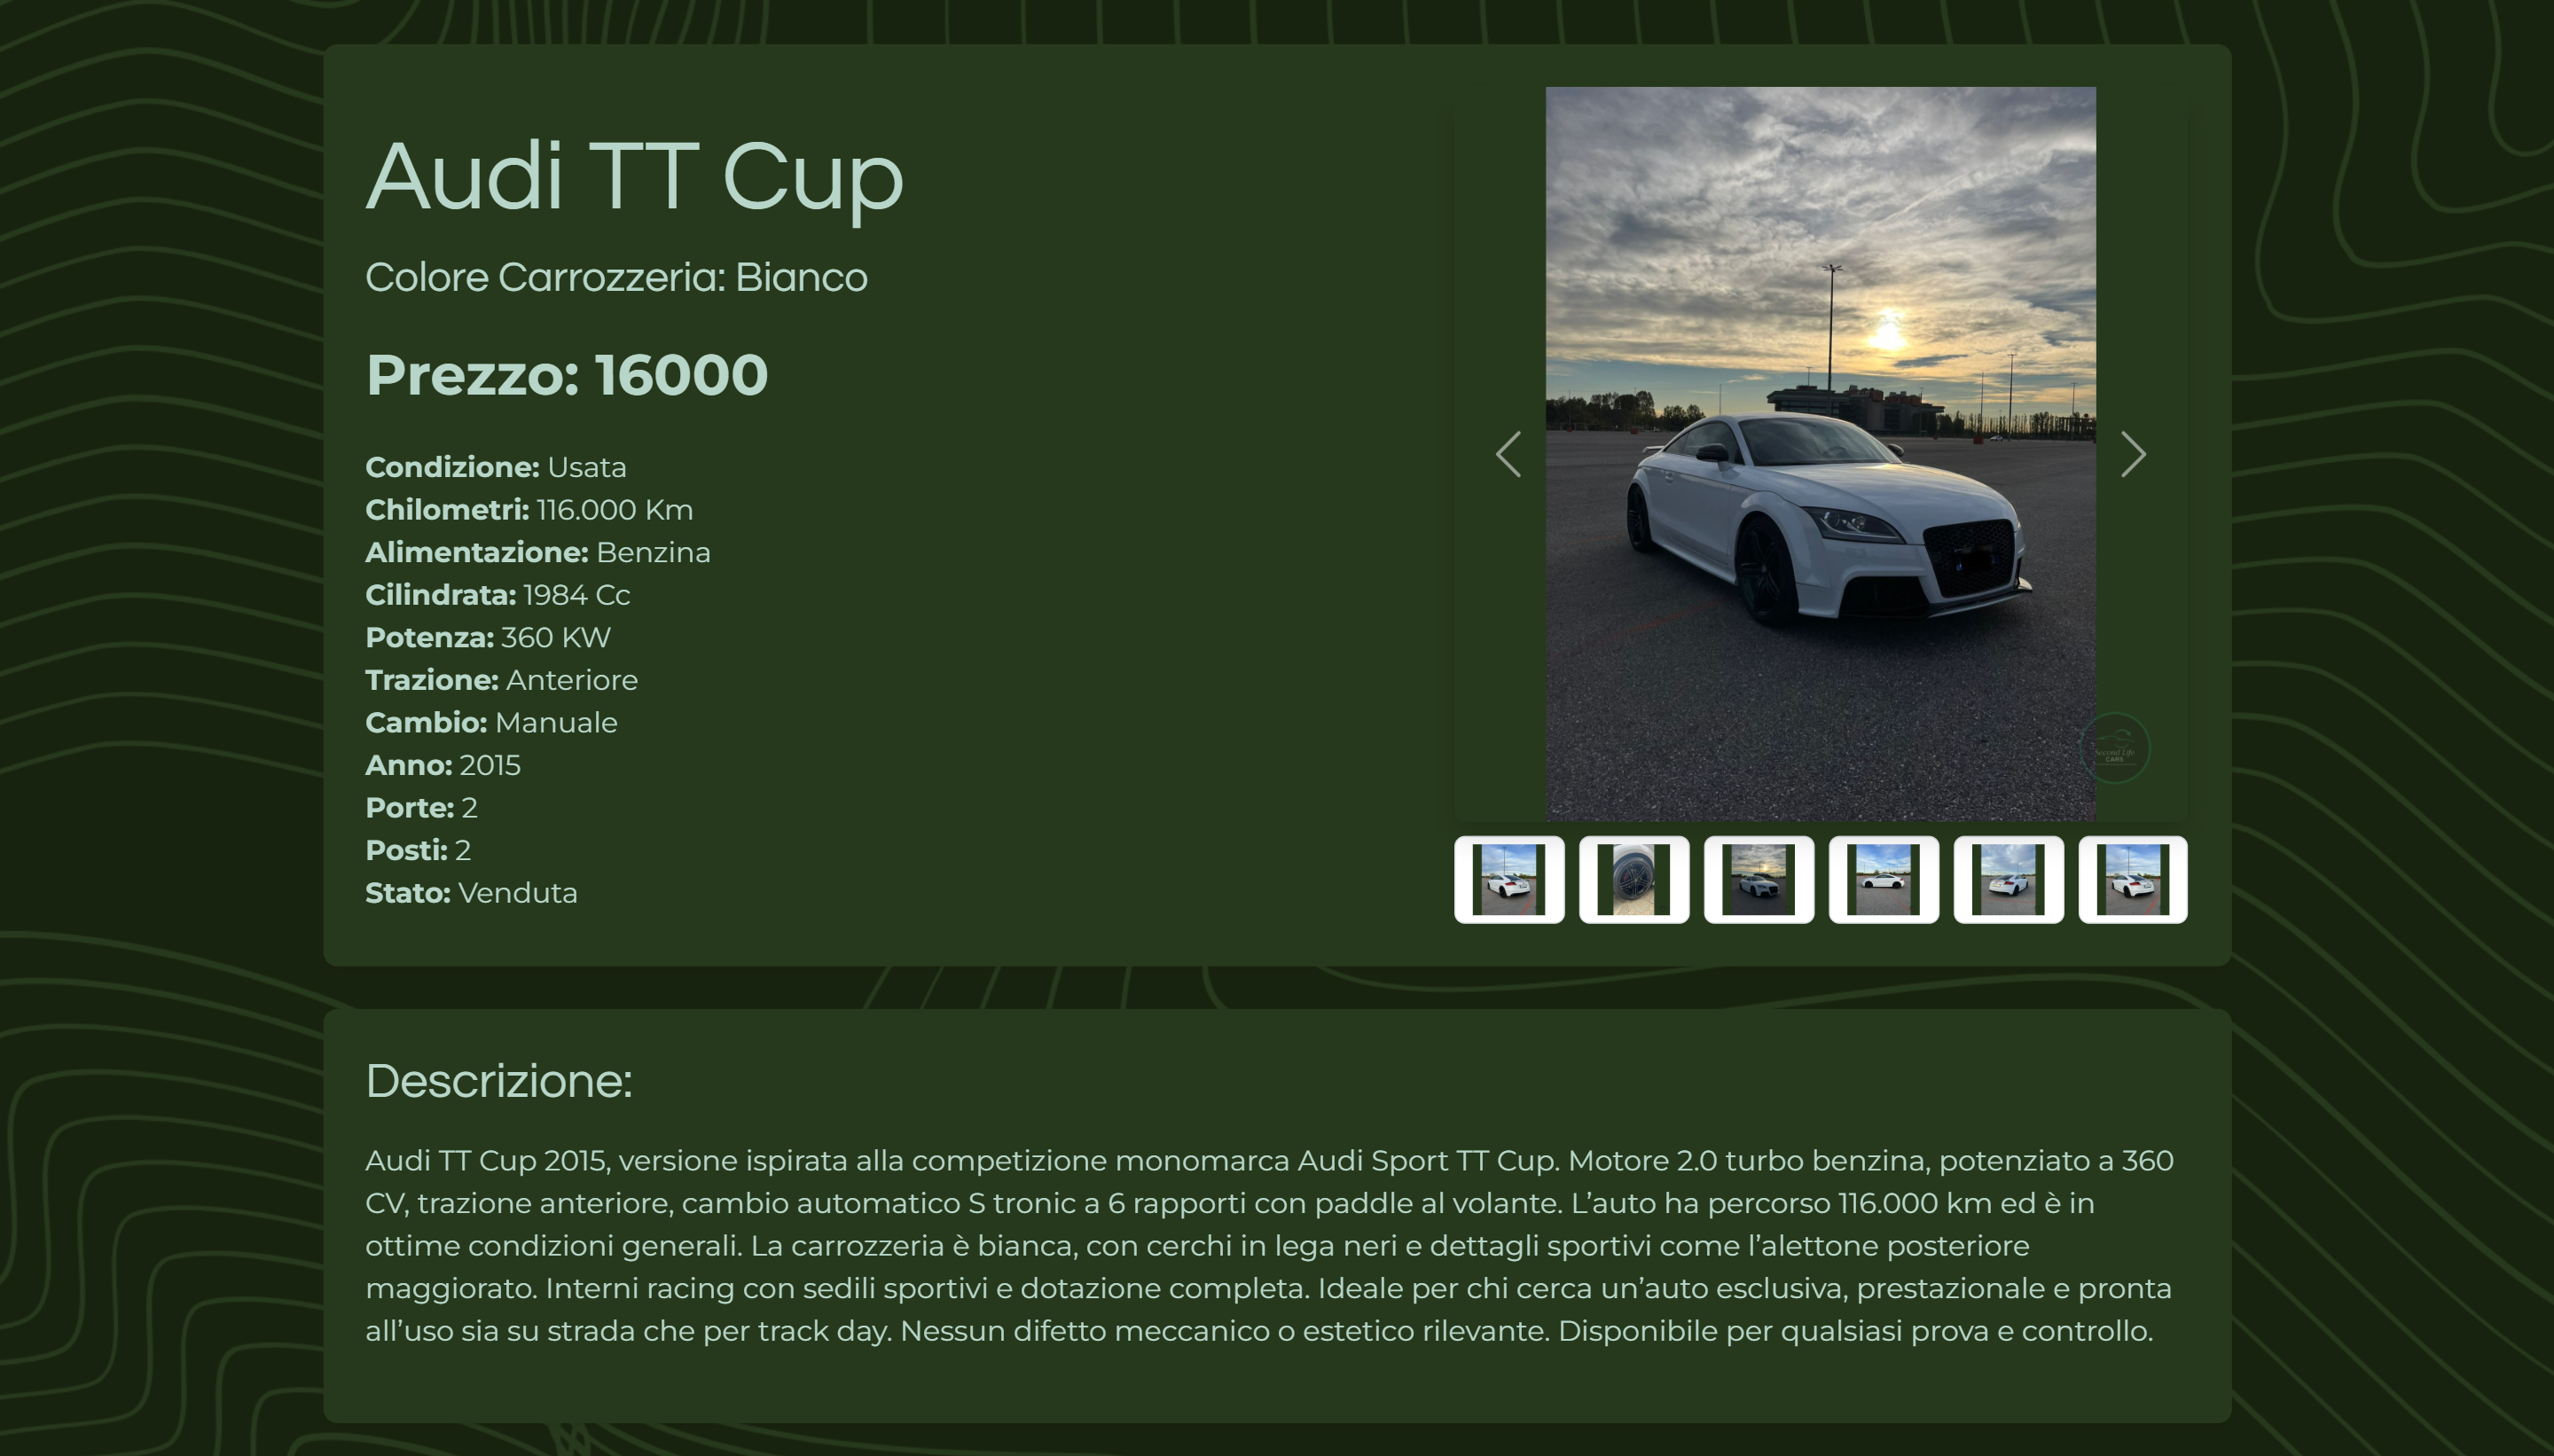 Audi TT Cup
Colore Carrozzeria: Bianco
Prezzo: 16000
Condizione: Usata
Chilometri: 116.000 Km
Alimentazione: Benzina
Cilindrata: 1984 Cc
Potenza: 360 KW
Trazione: Anteriore
Cambio: Manuale
Anno: 2015
Porte: 2
Posti: 2
Stato: Venduta
Second Life
CARS
Descrizione:
Audi TT Cup 2015, versione ispirata alla competizione monomarca Audi Sport TT Cup. Motore 2.0 turbo benzina, potenziato a 360
CV, trazione anteriore, cambio automatico S tronic a 6 rapporti con paddle al volante. L’auto ha percorso 116.000 km ed è in
ottime condizioni generali. La carrozzeria è bianca, con cerchi in lega neri e dettagli sportivi come l’alettone posteriore
maggiorato. Interni racing con sedili sportivi e dotazione completa. Ideale per chi cerca un’auto esclusiva, prestazionale e pronta
all’uso sia su strada che per track day. Nessun difetto meccanico o estetico rilevante. Disponibile per qualsiasi prova e controllo.